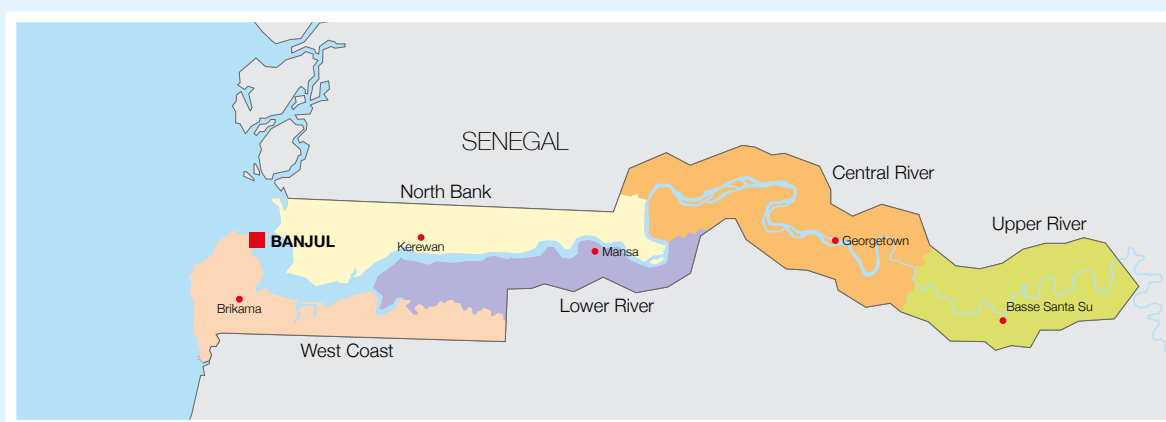 SENEGAL
Central River
North Bank
Upper River
BANJUL
Kerewan
Georgetown
Mansa
Brikama
Lower River
Basse Santa Su
West Coast